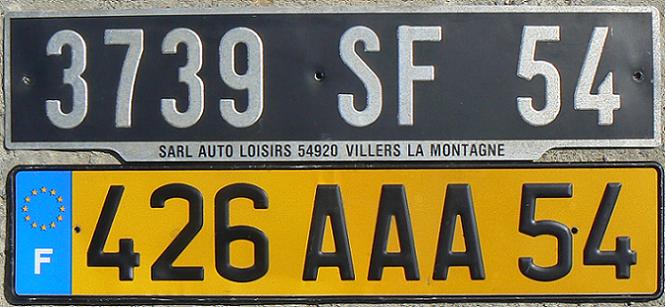 3739 SF 54
SARL AUTO LOISIRS 54920 VILLERS LA MONTAGNE
F 426 AAA 54